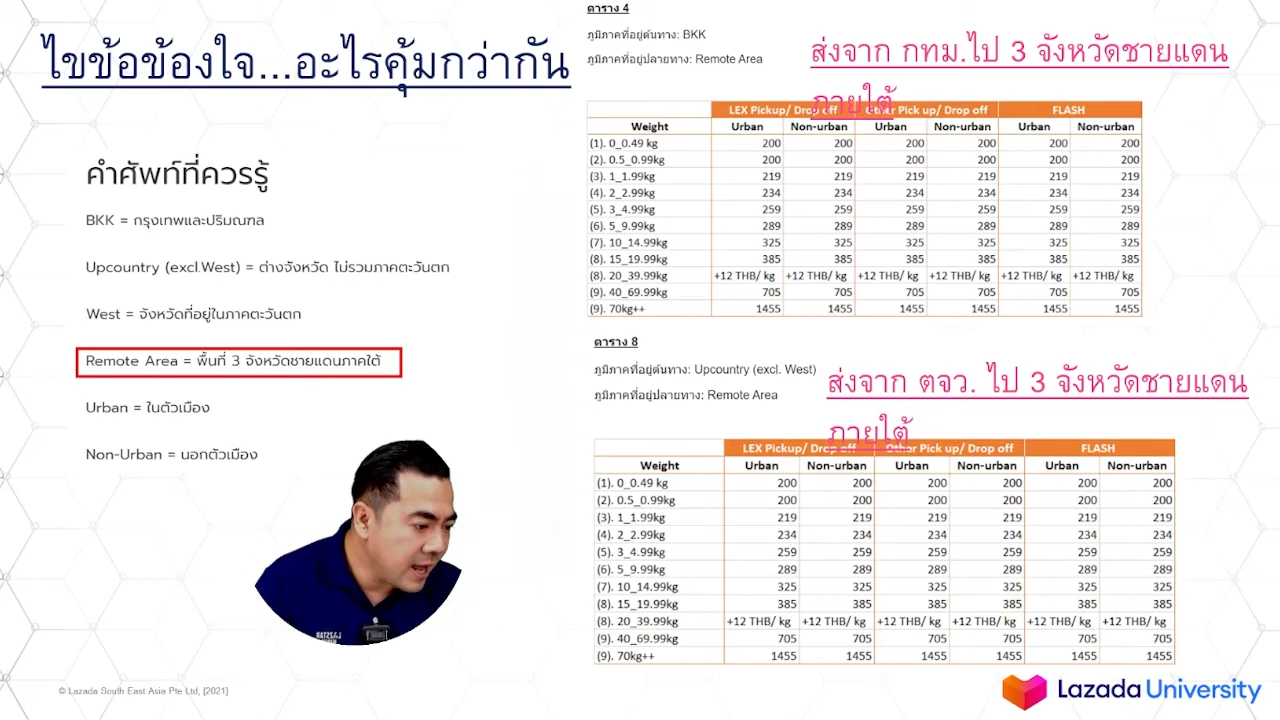 ไขข้อข้องใจ...อะไรคุ้มกว่ากัน
คำศัพท์ที่ควรรู้
BKK = กรุงเทพและปริมณฑล
Upcountry (excl.West) = ต่างจังหวัด ไม่รวมภาคตะวันตก
West = จังหวัดที่อยู่ในภาคตะวันตก
Remote Area = พื้นที่ 3 จังหวัดชายแดนภาคใต้
Urban = ในตัวเมือง
Non-Urban = นอกตัวเมือง
© Lazada South East Asia Pte Ltd, [2021]
ตาราง 4
ภูมิภาคที่อยู่ต้นทาง: BKK
ภูมิภาคที่อยู่ปลายทาง: Remote Area
ส่งจาก กทม.ไป 3 จังหวัดชายแดน
ภายใต้
LEX Pickup/ Drop off Other Pick up/ Drop off FLASH
Weight Urban Non-urban Urban Non-urban Urban Non-urban
(1). 0_0.49 kg 200 200 200 200 200 200
(2). 0.5_0.99kg 200 200 200 200 200 200
(3). 1_1.99kg 219 219 219 219 219 219
(4). 2_2.99kg 234 234 234 234 234 234
(5). 3_4.99kg 259 259 259 259 259 259
(6). 5_9.99kg 289 289 289 289 289 289
(7). 10_14.99kg 325 325 325 325 325 325
(8). 15_19.99kg 385 385 385 385 385 385
(8). 20_39.99kg +12 THB/ kg +12 THB/ kg +12 THB/ kg +12 THB/ kg +12 THB/ kg +12 THB/ kg
(9). 40_69.99kg 705 705 705 705 705 705
(9). 70kg++ 1455 1455 1455 1455 1455 1455
ตาราง 8
ภูมิภาคที่อยู่ต้นทาง: Upcountry (excl. West)
ภูมิภาคที่อยู่ปลายทาง: Remote Area
ส่งจาก ตจว. ไป 3 จังหวัดชายแดน
ภายใต้
LEX Pickup/ Drop off Other Pick up/ Drop off FLASH
Weight Urban Non-urban Urban Non-urban Urban Non-urban
(1). 0_0.49 kg 200 200 200 200 200 200
(2). 0.5_0.99kg 200 200 200 200 200 200
(3). 1_1.99kg 219 219 219 219 219 219
(4). 2_2.99kg 234 234 234 234 234 234
(5). 3_4.99kg 259 259 259 259 259 259
(6). 5_9.99kg 289 289 289 289 289 289
(7). 10_14.99kg 325 325 325 325 325 325
(8). 15_19.99kg 385 385 385 385 385 385
(8). 20_39.99kg +12 THB/ kg +12 THB/ kg +12 THB/ kg +12 THB/ kg +12 THB/ kg +12 THB/ kg
(9). 40_69.99kg 705 705 705 705 705 705
(9). 70kg++ 1455 1455 1455 1455 1455 1455
Lazada University